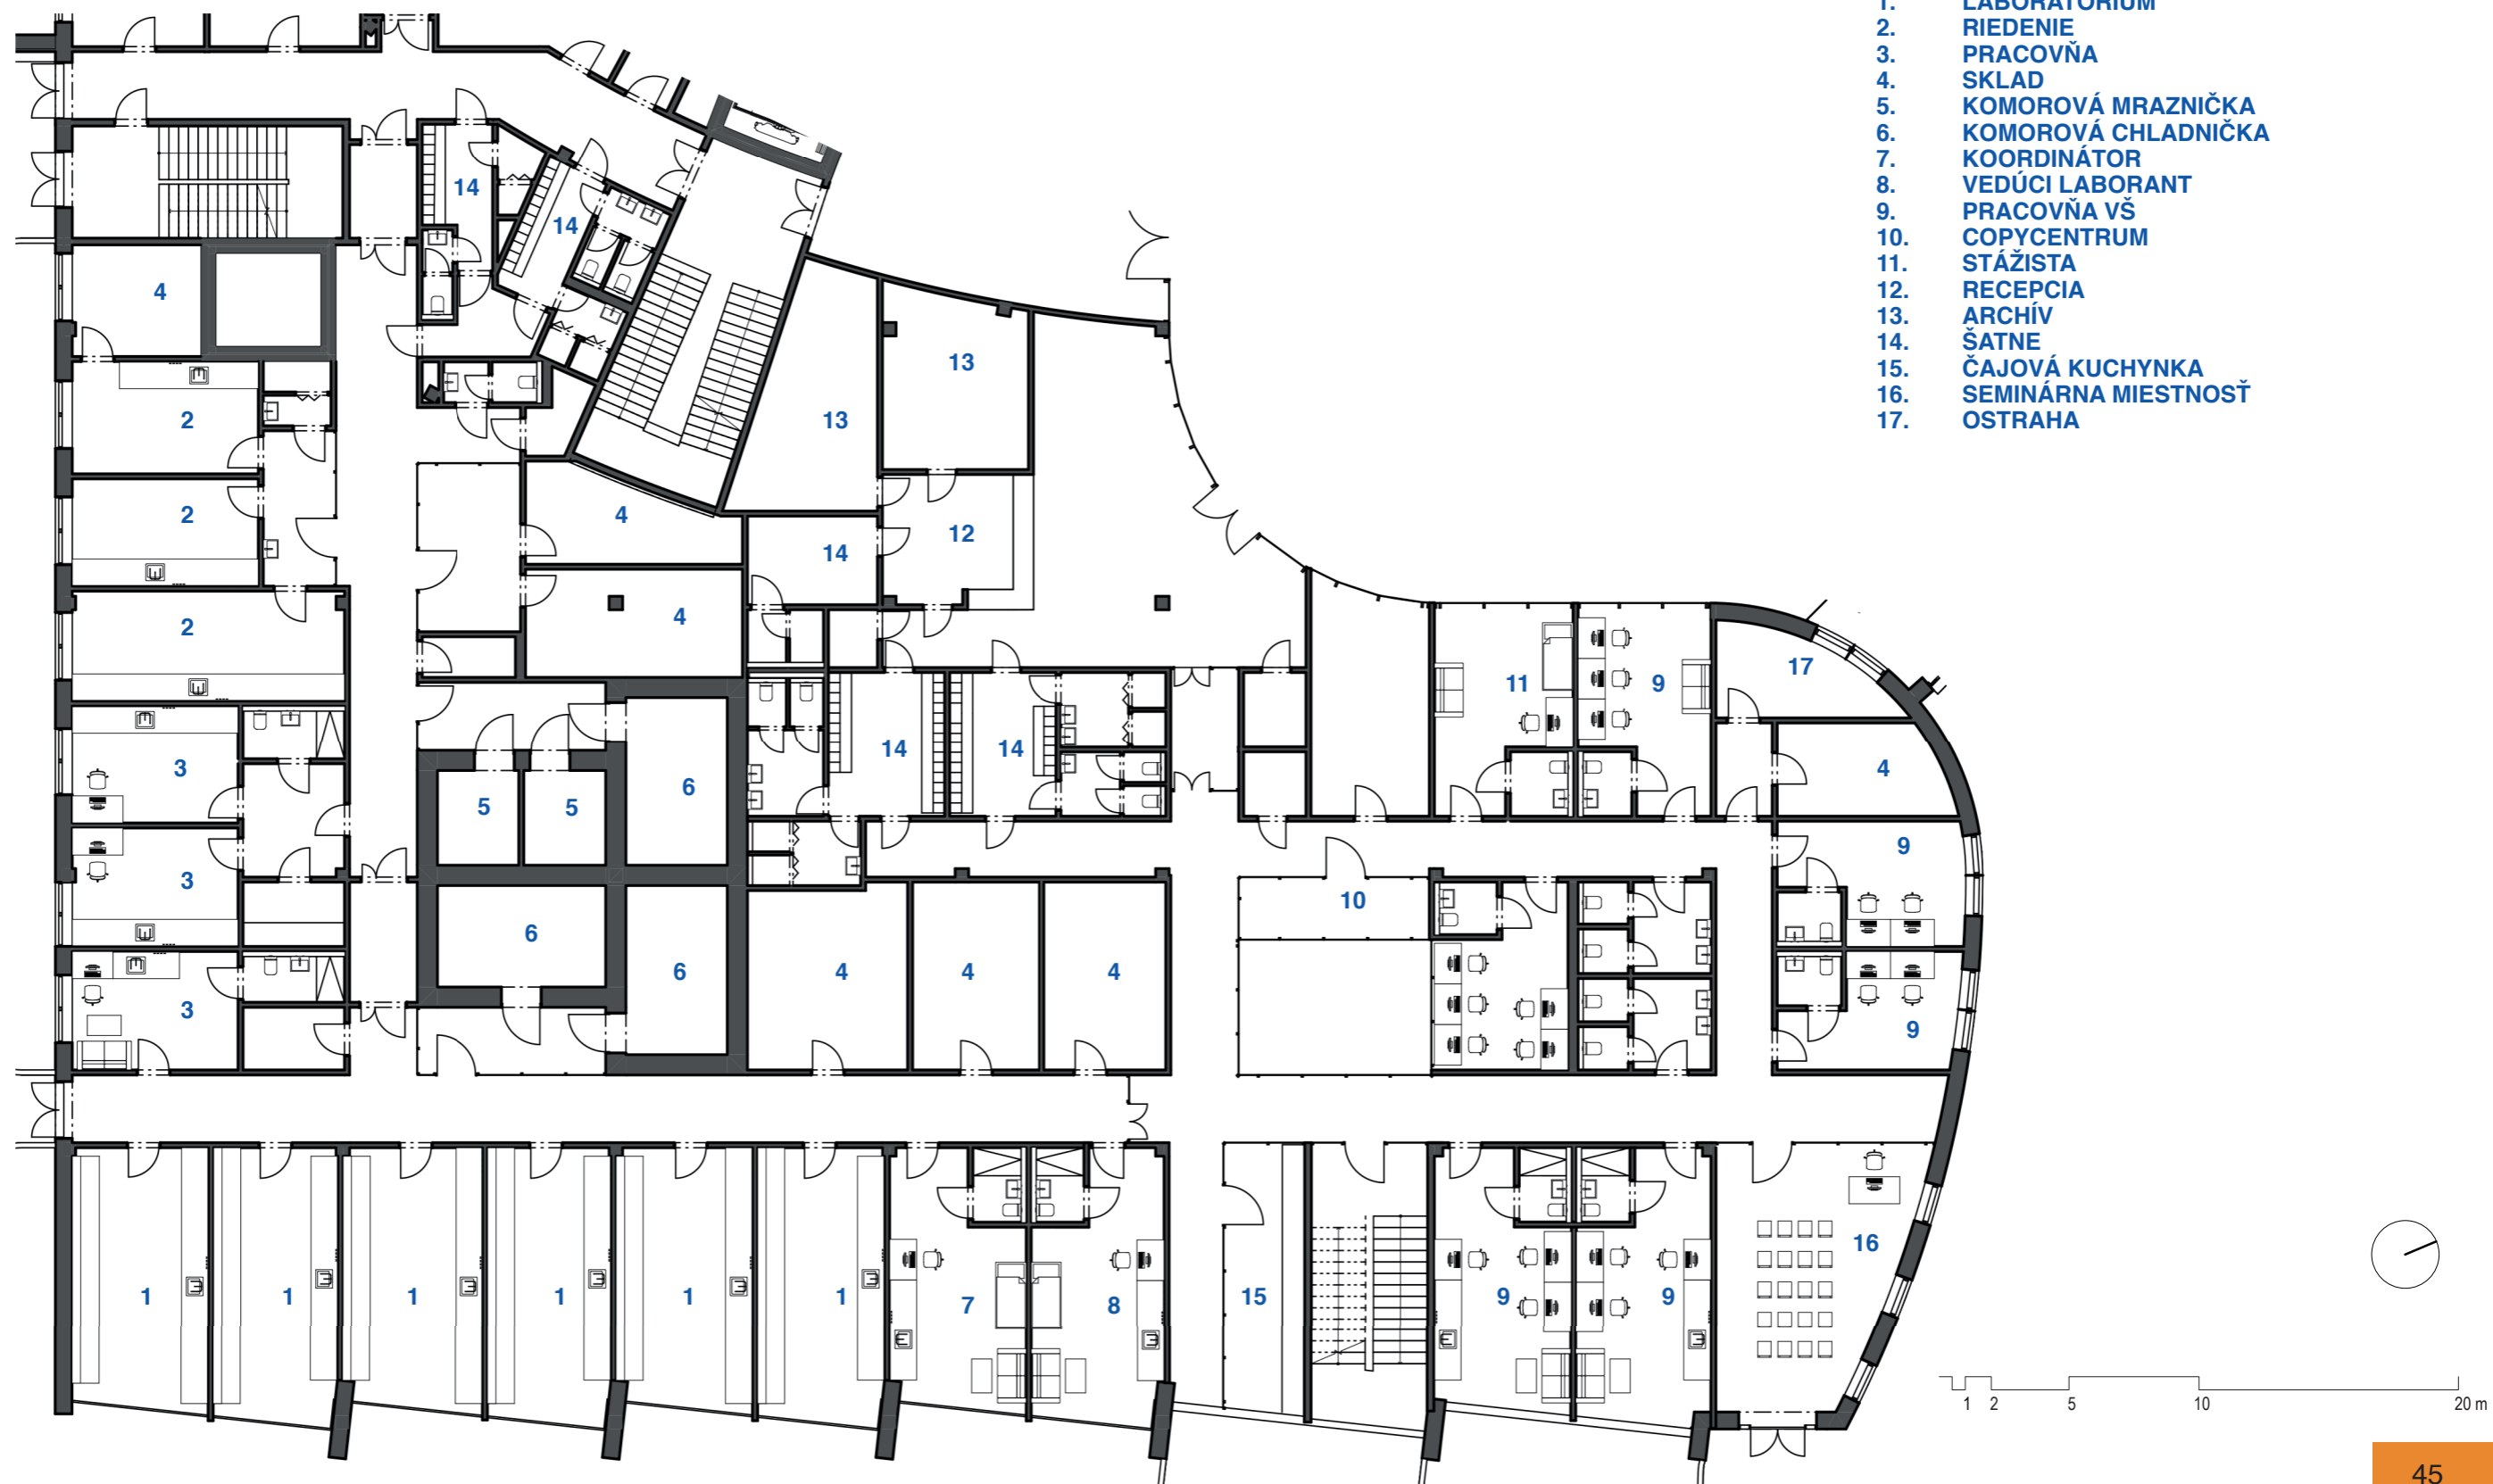 1. LABORATÓRIUM
2. RIEDENIE
3. PRACOVŇA
4. SKLAD
5. KOMOROVÁ MRAZNIČKA
6. KOMOROVÁ CHLADNIČKA
7. KOORDINÁTOR
8. VEDÚCI LABORANT
9. PRACOVŇA VŠ
10. COPYCENTRUM
11. STÁŽISTA
12. RECEPCIA
13. ARCHÍV
14. ŠATNE
15. ČAJOVÁ KUCHYNKA
16. SEMINÁRNA MIESTNOSŤ
17. OSTRAHA
14
14
4
13
2
13
2
4
12
14
4
2
17
11
9
14
14
3
4
6
5
5
9
3
10
6
4
4
4
6
3
9
16
1
1
1
1
1
1
7
8
15
9
9
1 2 5 10 20 m
45